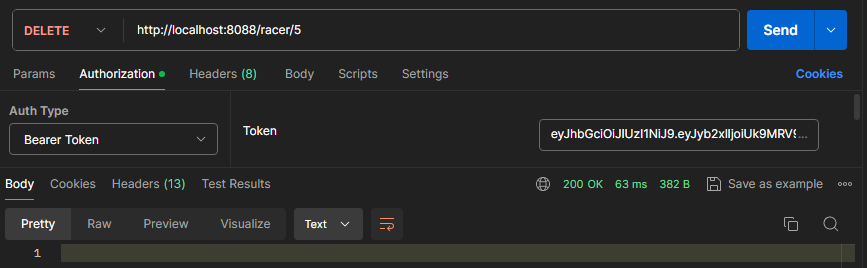 DELETE http://localhost:8088/racer/5 Send
Params Authorization Headers (8) Body Scripts Settings Cookies
Auth Type
Bearer Token
Token
eyJhbGciOiJIUzI1NiJ9.eyJyb2xlIjoiUk9MRV9...
Body Cookies Headers (13) Test Results 200 OK 63 ms 382 B Save as example
Pretty Raw Preview Visualize Text
1